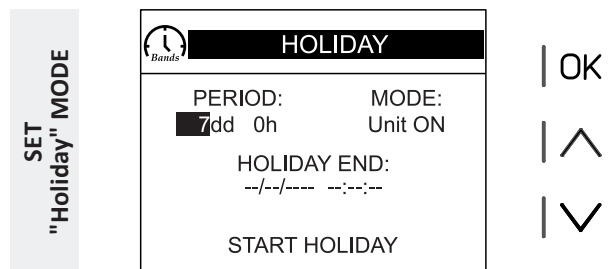 SET
"Holiday" MODE
Bands
HOLIDAY
PERIOD: MODE:
7dd 0h Unit ON
HOLIDAY END:
--/--/---- --:--:--
START HOLIDAY
OK